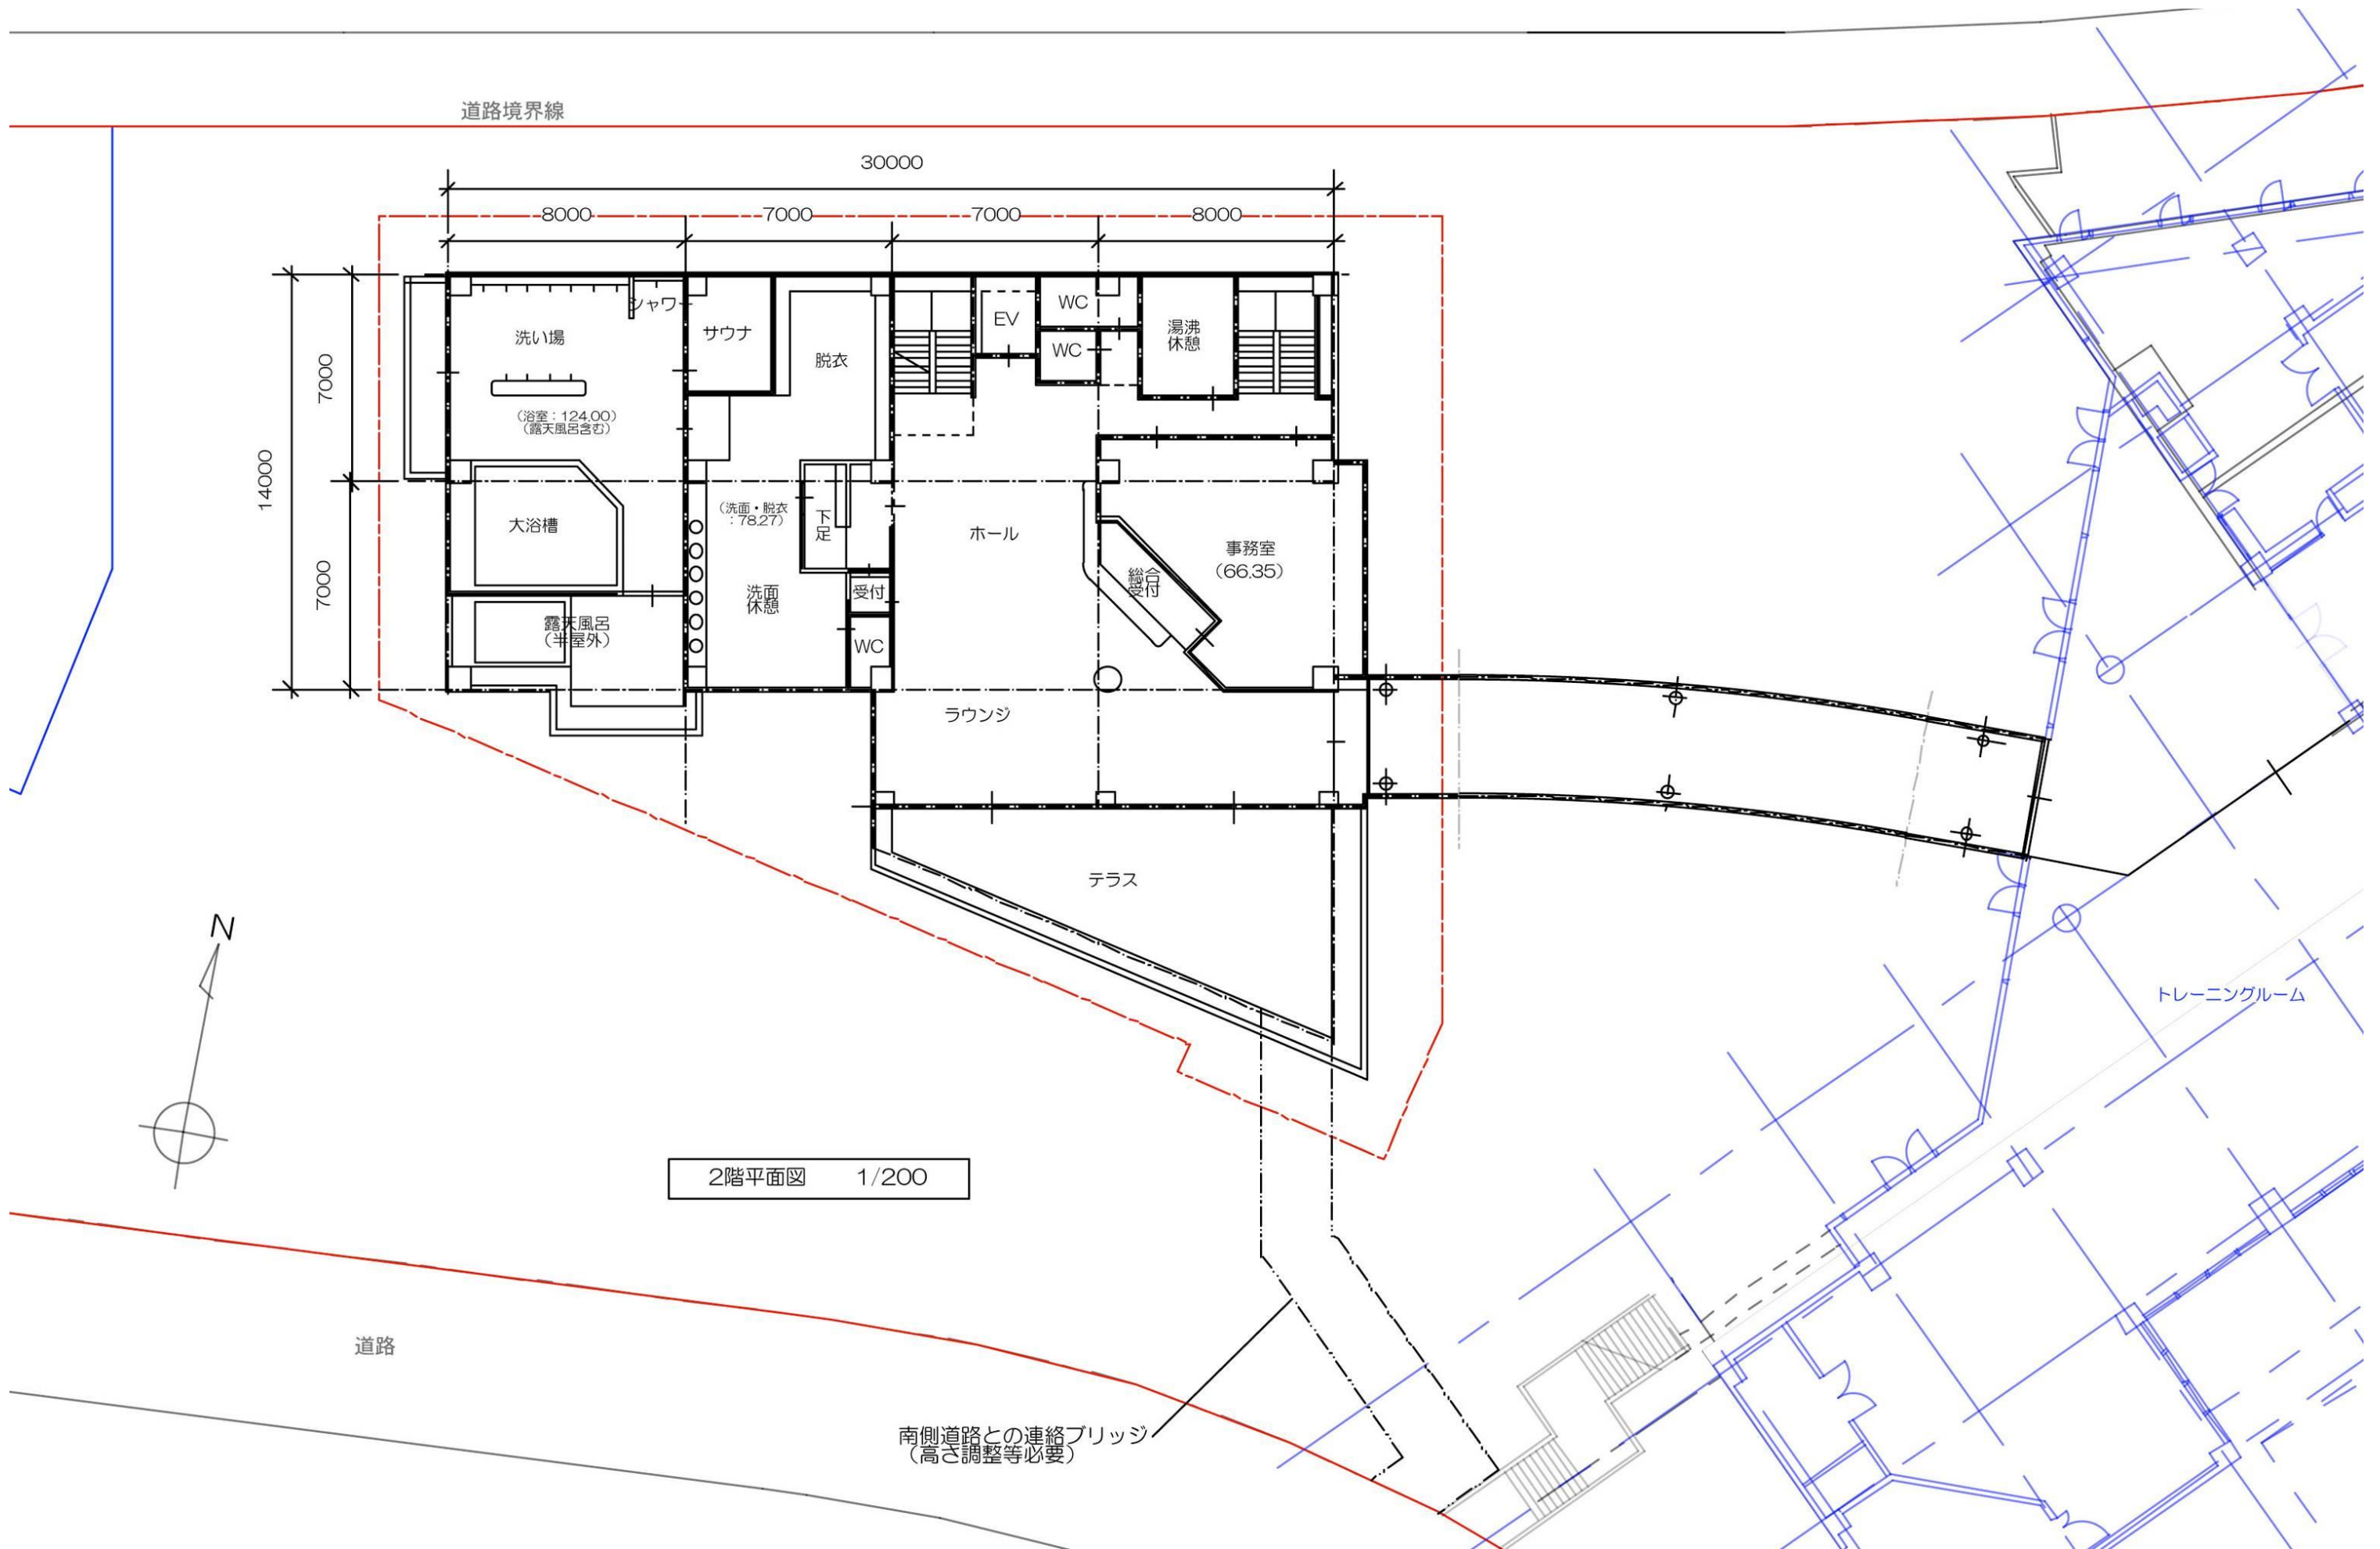 道路境界線
30000
8000
7000
7000
8000
14000
7000
7000
洗い場
シャワー
サウナ
脱衣
EV
WC
WC
湯沸
休憩
（浴室：124.00）
（露天風呂含む）
大浴槽
（洗面・脱衣
：78.27）
下足
ホール
総合
受付
事務室
（66.35）
洗面
休憩
受付
WC
露天風呂
（半屋外）
ラウンジ
テラス
N
トレーニングルーム
2階平面図 1/200
道路
南側道路との連絡ブリッジ
（高さ調整等必要）